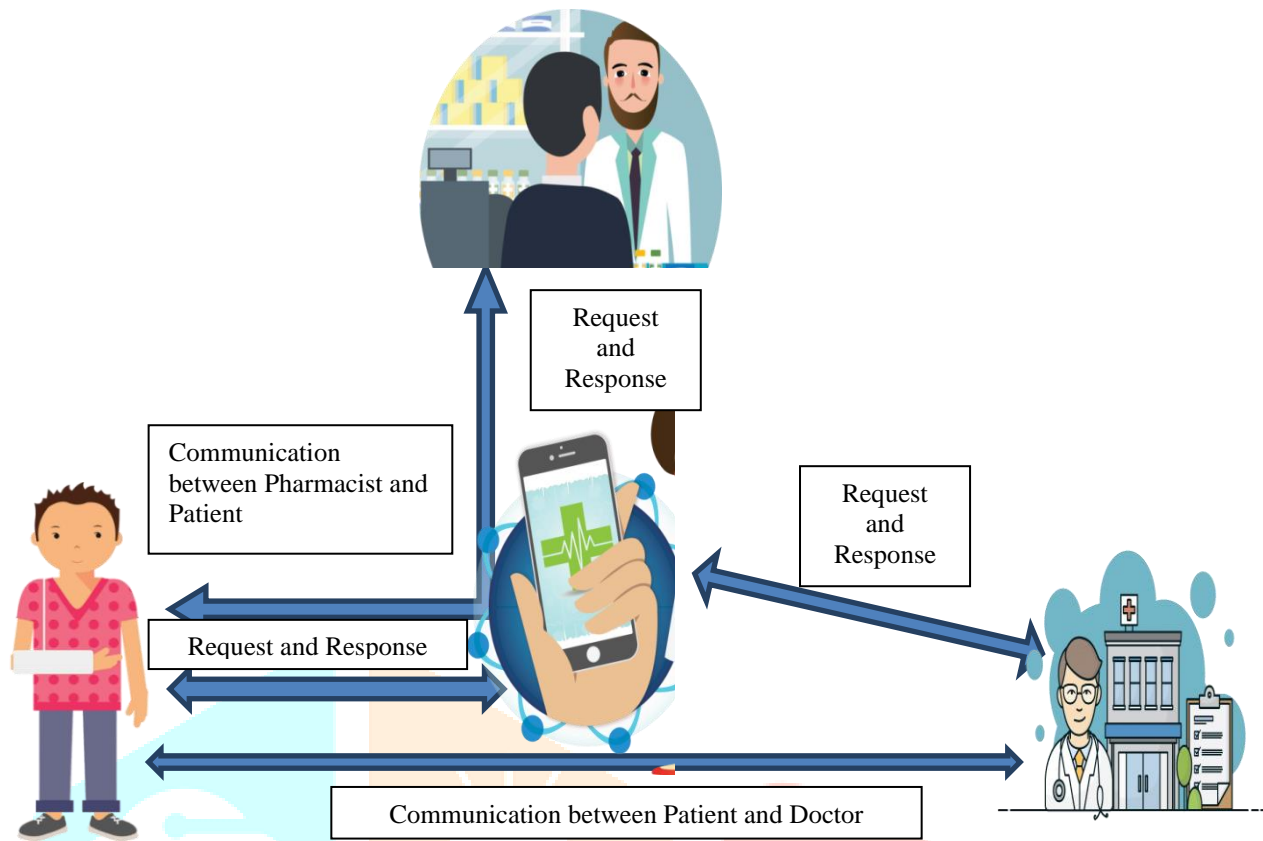 Request
and
Response
Communication
between Pharmacist and
Patient
Request
and
Response
Request and Response
Communication between Patient and Doctor